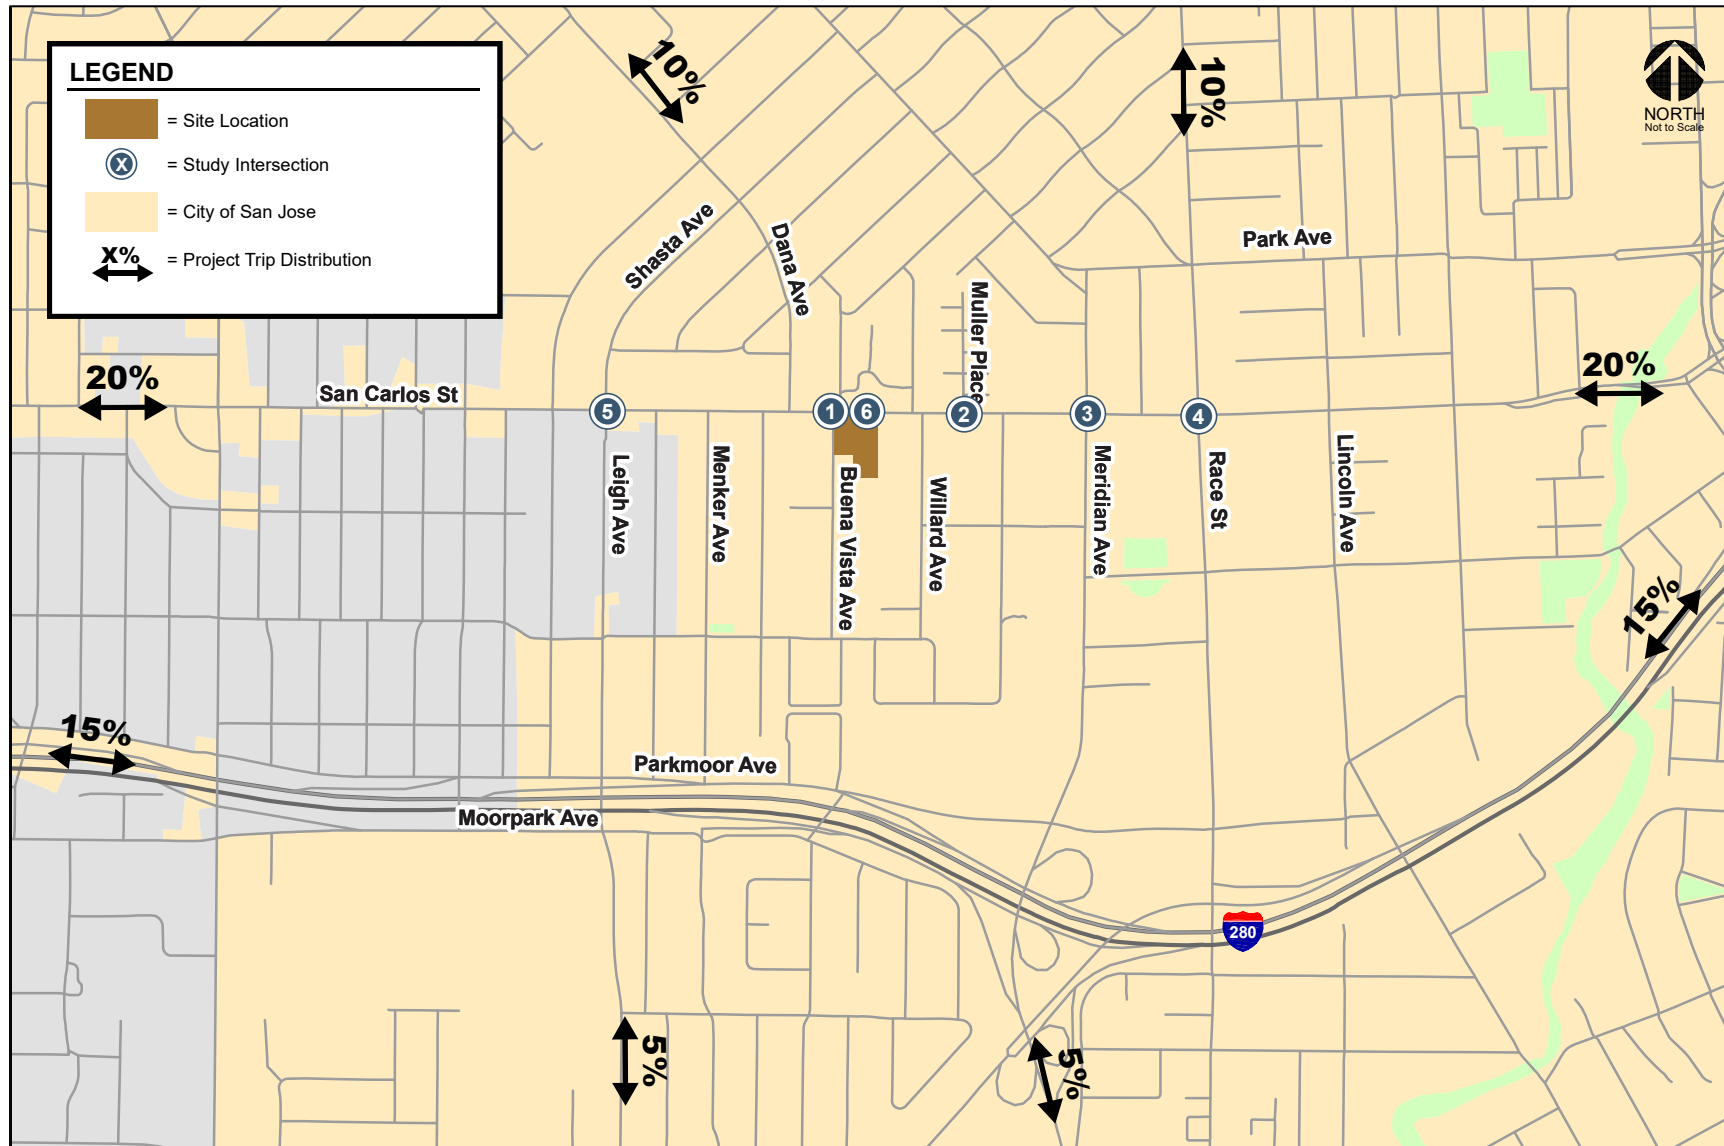 LEGEND
= Site Location
X
= Study Intersection
= City of San Jose
X%
= Project Trip Distribution
10%
10%
NORTH
Not to Scale
Shasta Ave
Dana Ave
Park Ave
Muller Place
20%
San Carlos St
20%
5
1
6
2
3
4
Leigh Ave
Menker Ave
Buena Vista Ave
Willard Ave
Meridian Ave
Race St
Lincoln Ave
15%
15%
Parkmoor Ave
Moorpark Ave
280
5%
5%